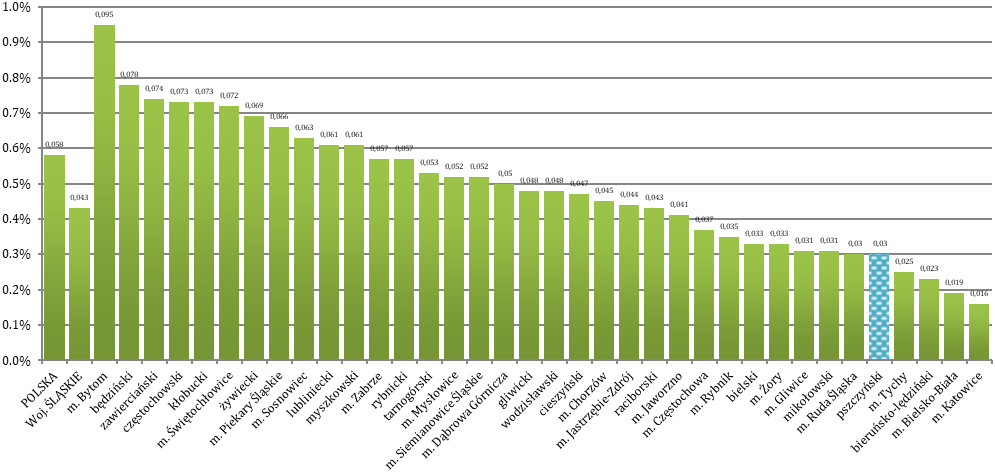 1.0%
0.9%
0.8%
0.7%
0.6%
0.5%
0.4%
0.3%
0.2%
0.1%
0.0%
0,058
0,043
0,095
0,078
0,074
0,073
0,073
0,072
0,069
0,066
0,063
0,061
0,061
0,057
0,057
0,053
0,052
0,052
0,05
0,048
0,048
0,047
0,045
0,044
0,043
0,041
0,037
0,035
0,033
0,033
0,031
0,031
0,03
0,03
0,025
0,023
0,019
0,016
POLSKA
Woj. ŚLĄSKIE
m. Bytom
będziński
zawierciański
częstochowski
kłobucki
m. Świętochłowice
żywiecki
m. Piekary Śląskie
m. Sosnowiec
lubliniecki
myszkowski
m. Zabrze
rybnicki
tarnogórski
m. Mysłowice
m. Siemianowice Śląskie
m. Dąbrowa Górnicza
gliwicki
wodzisławski
cieszyński
m. Chorzów
m. Jastrzębie-Zdrój
raciborski
m. Jaworzno
m. Częstochowa
m. Rybnik
bielski
m. Żory
m. Gliwice
mikołowski
m. Ruda Śląska
pszczyński
m. Tychy
bieruńsko-lędziński
m. Bielsko-Biała
m. Katowice